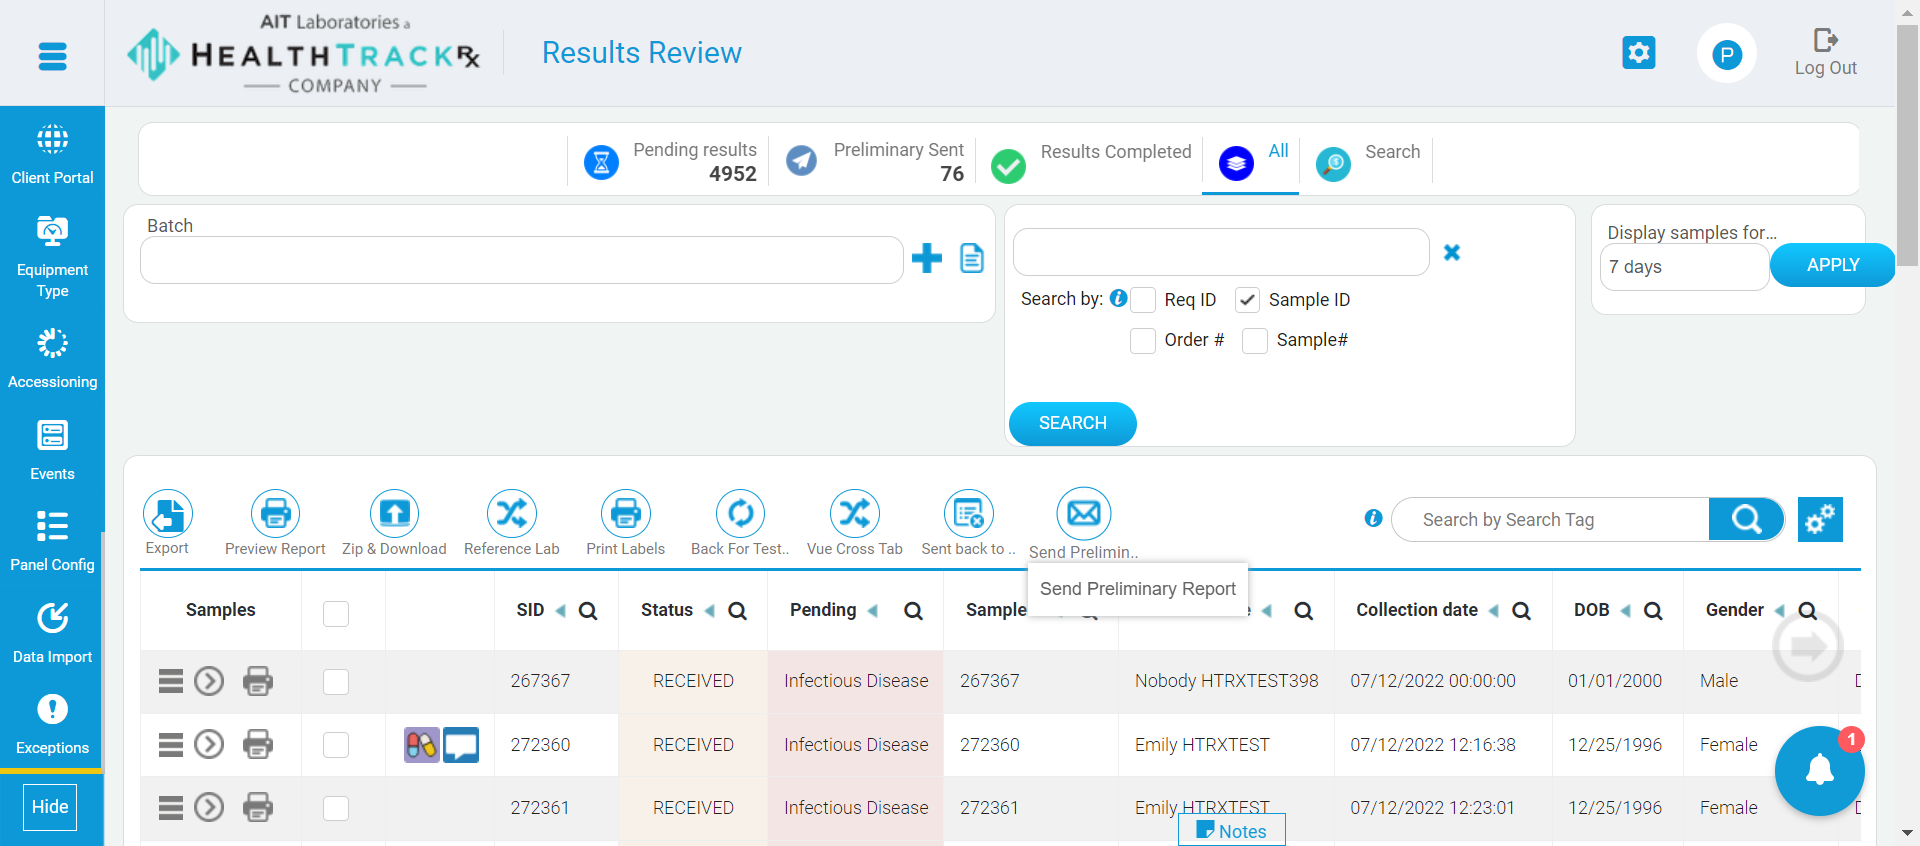 AIT Laboratories a
HEALTHTRACKRX
COMPANY
Results Review
P
Log Out
Client Portal
Equipment
Type
Accessioning
Events
Panel Config
Data Import
Exceptions
Hide
Pending results
4952
Preliminary Sent
76
Results Completed
All
Search
Batch
Search by:
Req ID
Sample ID
Order #
Sample#
SEARCH
Display samples for...
7 days
APPLY
Export
Preview Report
Zip & Download
Reference Lab
Print Labels
Back For Test..
Vue Cross Tab
Sent back to ..
Send Prelimin..
Search by Search Tag
Send Preliminary Report
Samples SID Status Pending Sample Collection date DOB Gender
267367 RECEIVED Infectious Disease 267367 Nobody HTRXTEST398 07/12/2022 00:00:00 01/01/2000 Male
272360 RECEIVED Infectious Disease 272360 Emily HTRXTEST 07/12/2022 12:16:38 12/25/1996 Female
272361 RECEIVED Infectious Disease 272361 Emily HTRXTEST 07/12/2022 12:23:01 12/25/1996 Female
1
Notes